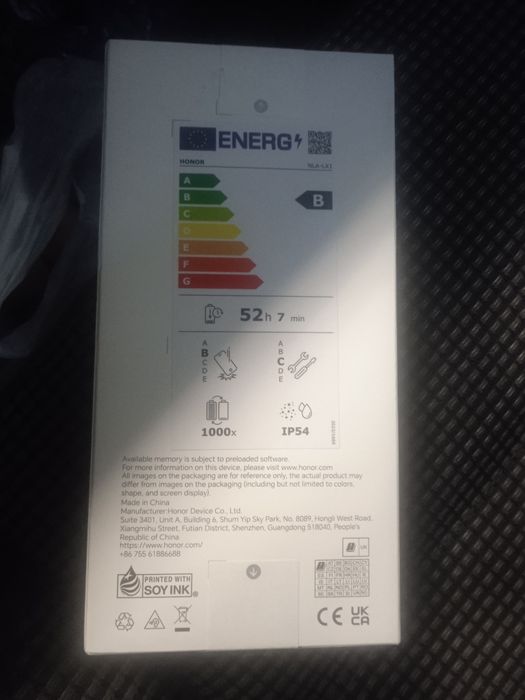 ENERG
HONOR
NLA-LX1
A
B
B
C
D
E
F
G
52h 7 min
A
B
C
D
E
A
B
C
D
E
1000x
IP54
Available memory is subject to preloaded software.
For more information on this device, please visit www.honor.com
All images on the packaging are for reference only, the actual product may
differ from images on the packaging (including but not limited to colors,
shape, and screen display).
Made in China
Manufacturer:Honor Device Co., Ltd.
Suite 3401, Unit A, Building 6, Shum Yip Sky Park, No. 8089, Hongli West Road,
Xiangmihu Street, Futian District, Shenzhen, Guangdong 518040, People's
Republic of China
https://www.honor.com/
+86 755 61886688
PRINTED WITH
SOY INK
CE UK
CA